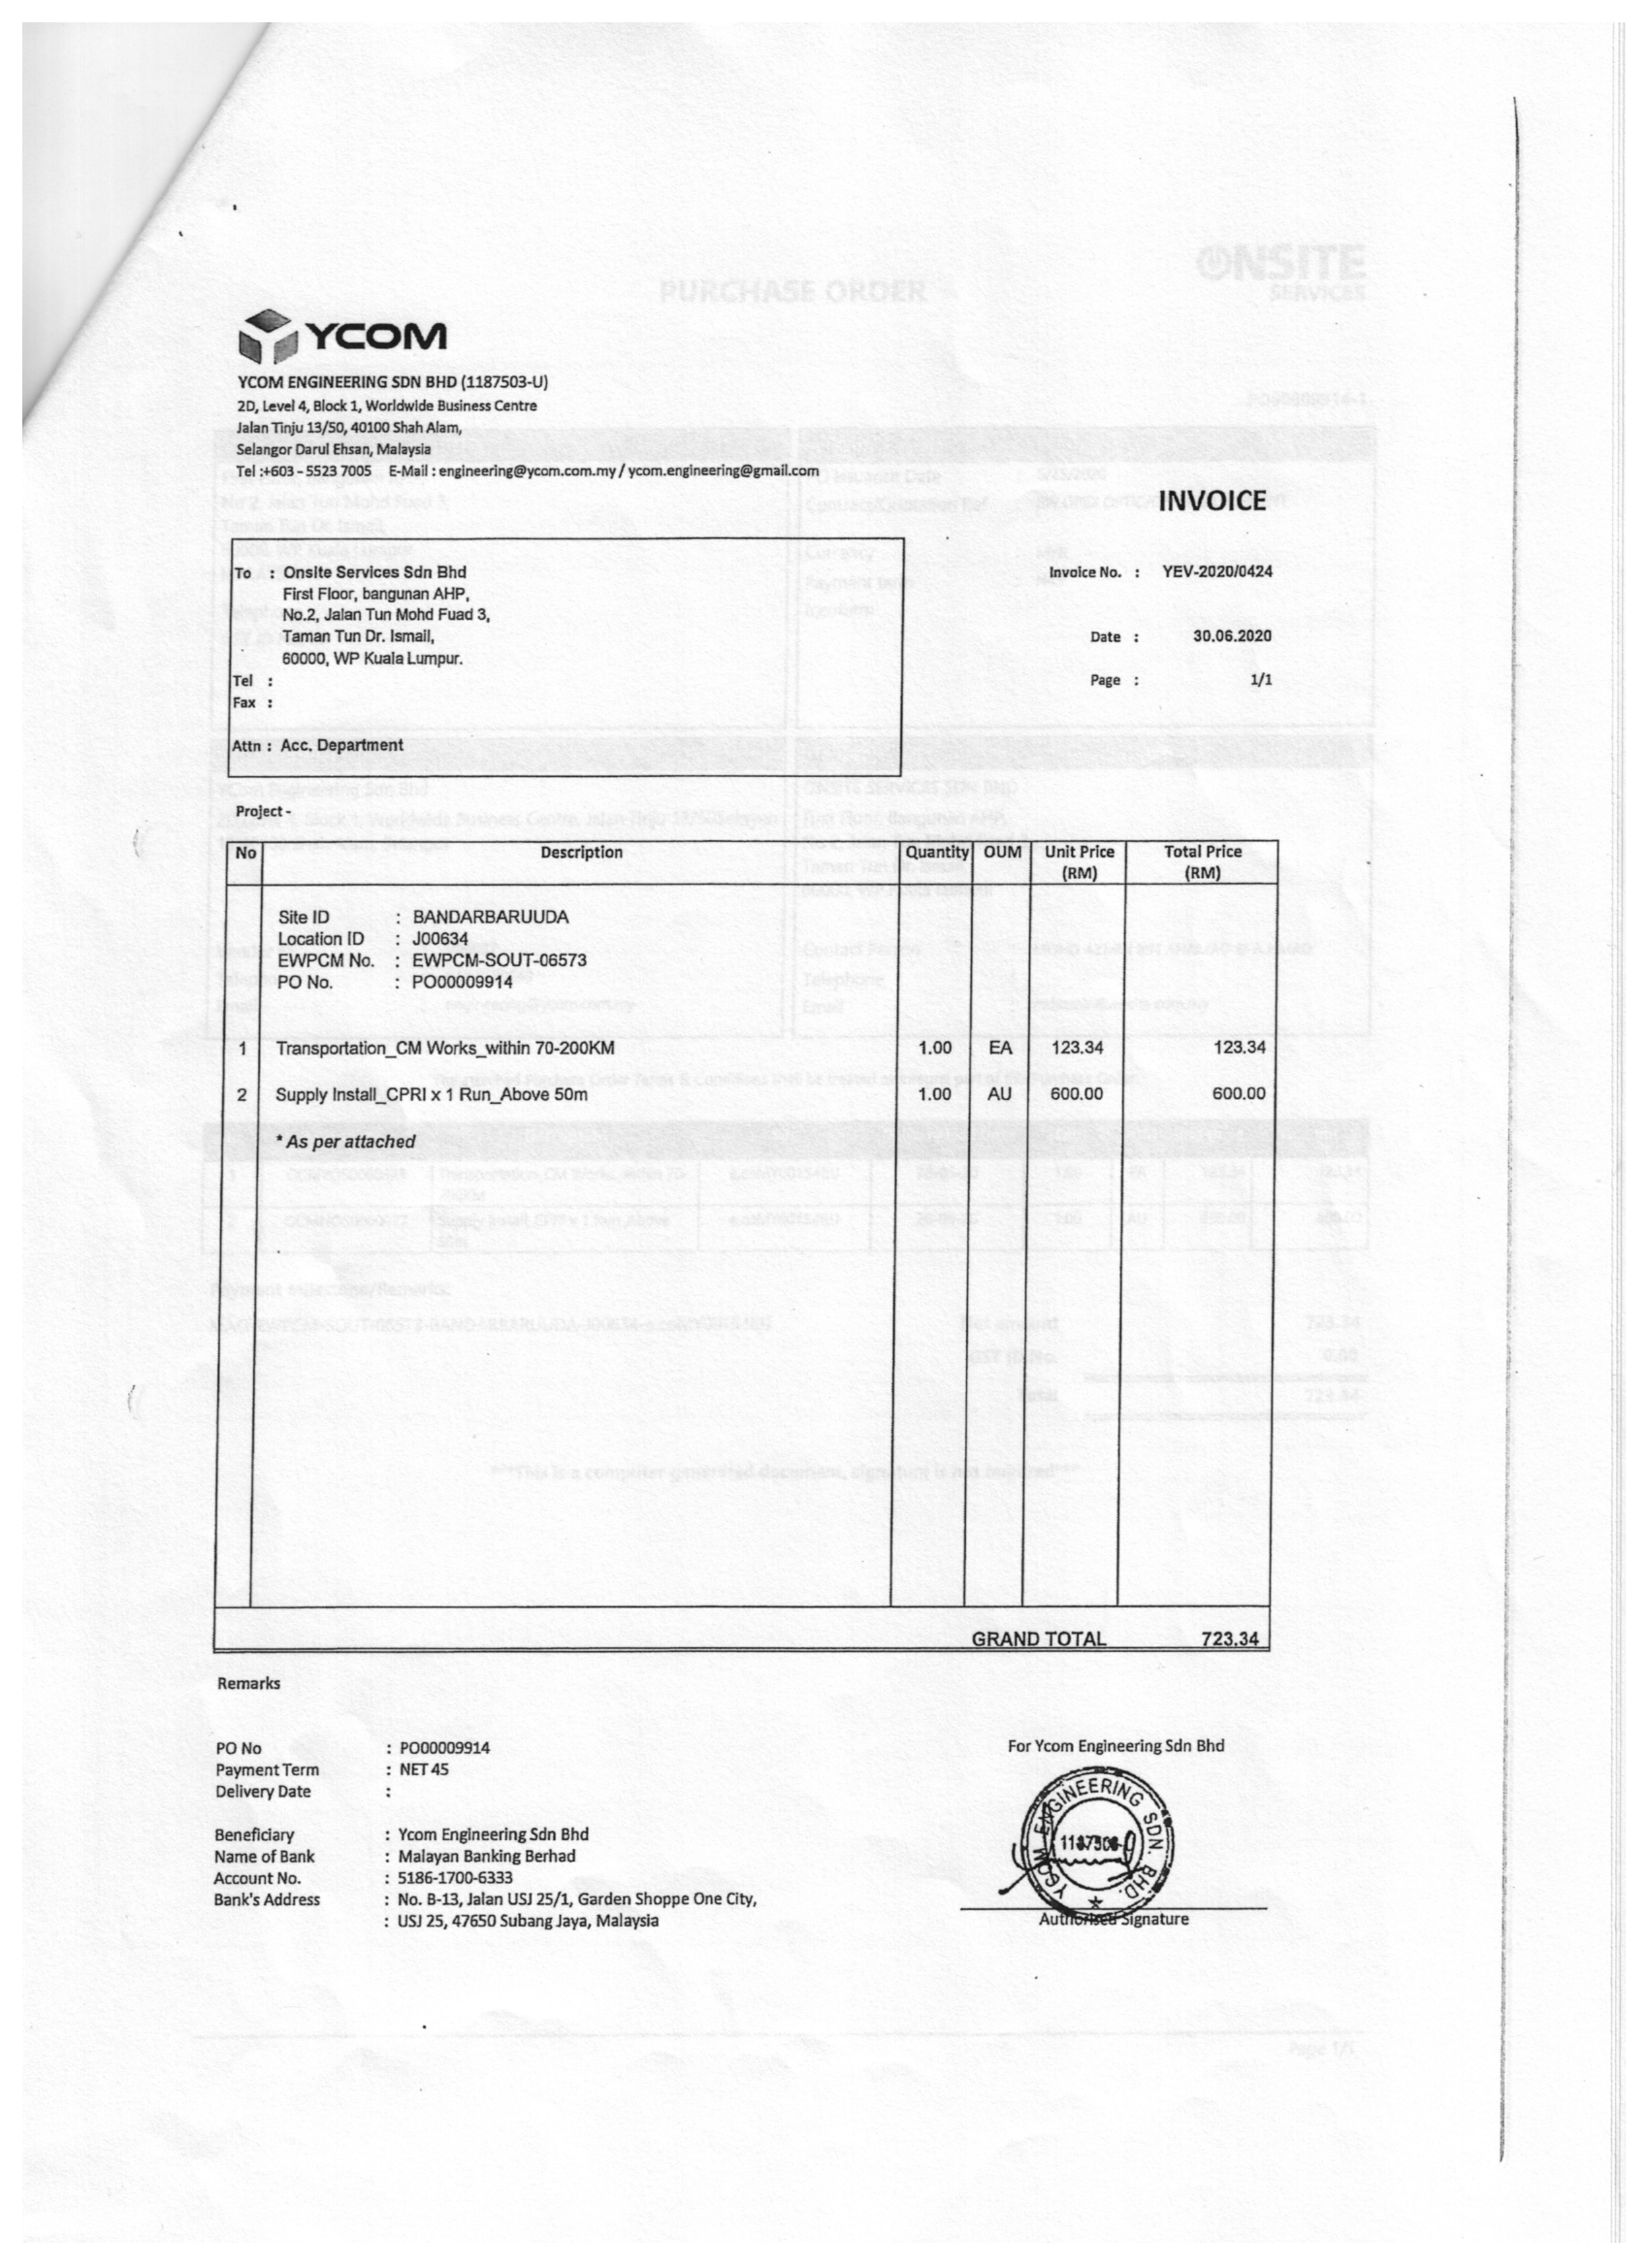 ONSITE
SERVICES
PURCHASE ORDER
YCOM
YCOM ENGINEERING SDN BHD (1187503-U)
2D, Level 4, Block 1, Worldwide Business Centre
Jalan Tinju 13/50, 40100 Shah Alam,
Selangor Darul Ehsan, Malaysia
Tel :+603 - 5523 7005 E-Mail : engineering@ycom.com.my / ycom.engineering@gmail.com
INVOICE
To : Onsite Services Sdn Bhd
First Floor, bangunan AHP,
No.2, Jalan Tun Mohd Fuad 3,
Taman Tun Dr. Ismail,
60000, WP Kuala Lumpur.
Tel :
Fax :
Attn : Acc. Department
Invoice No. : YEV-2020/0424
Date : 30.06.2020
Page : 1/1
Project -
No Description Quantity OUM Unit Price (RM) Total Price (RM)
Site ID : BANDARBARUUDA
Location ID : J00634
EWPCM No. : EWPCM-SOUT-06573
PO No. : PO00009914
1 Transportation_CM Works_within 70-200KM 1.00 EA 123.34 123.34
2 Supply Install_CPRI x 1 Run_Above 50m 1.00 AU 600.00 600.00
* As per attached
GRAND TOTAL 723.34
Remarks
PO No : PO00009914
Payment Term : NET 45
Delivery Date :
Beneficiary : Ycom Engineering Sdn Bhd
Name of Bank : Malayan Banking Berhad
Account No. : 5186-1700-6333
Bank's Address : No. B-13, Jalan USJ 25/1, Garden Shoppe One City,
: USJ 25, 47650 Subang Jaya, Malaysia
For Ycom Engineering Sdn Bhd
YCOM ENGINEERING SDN. BHD.
Authorised Signature
Page 1/1